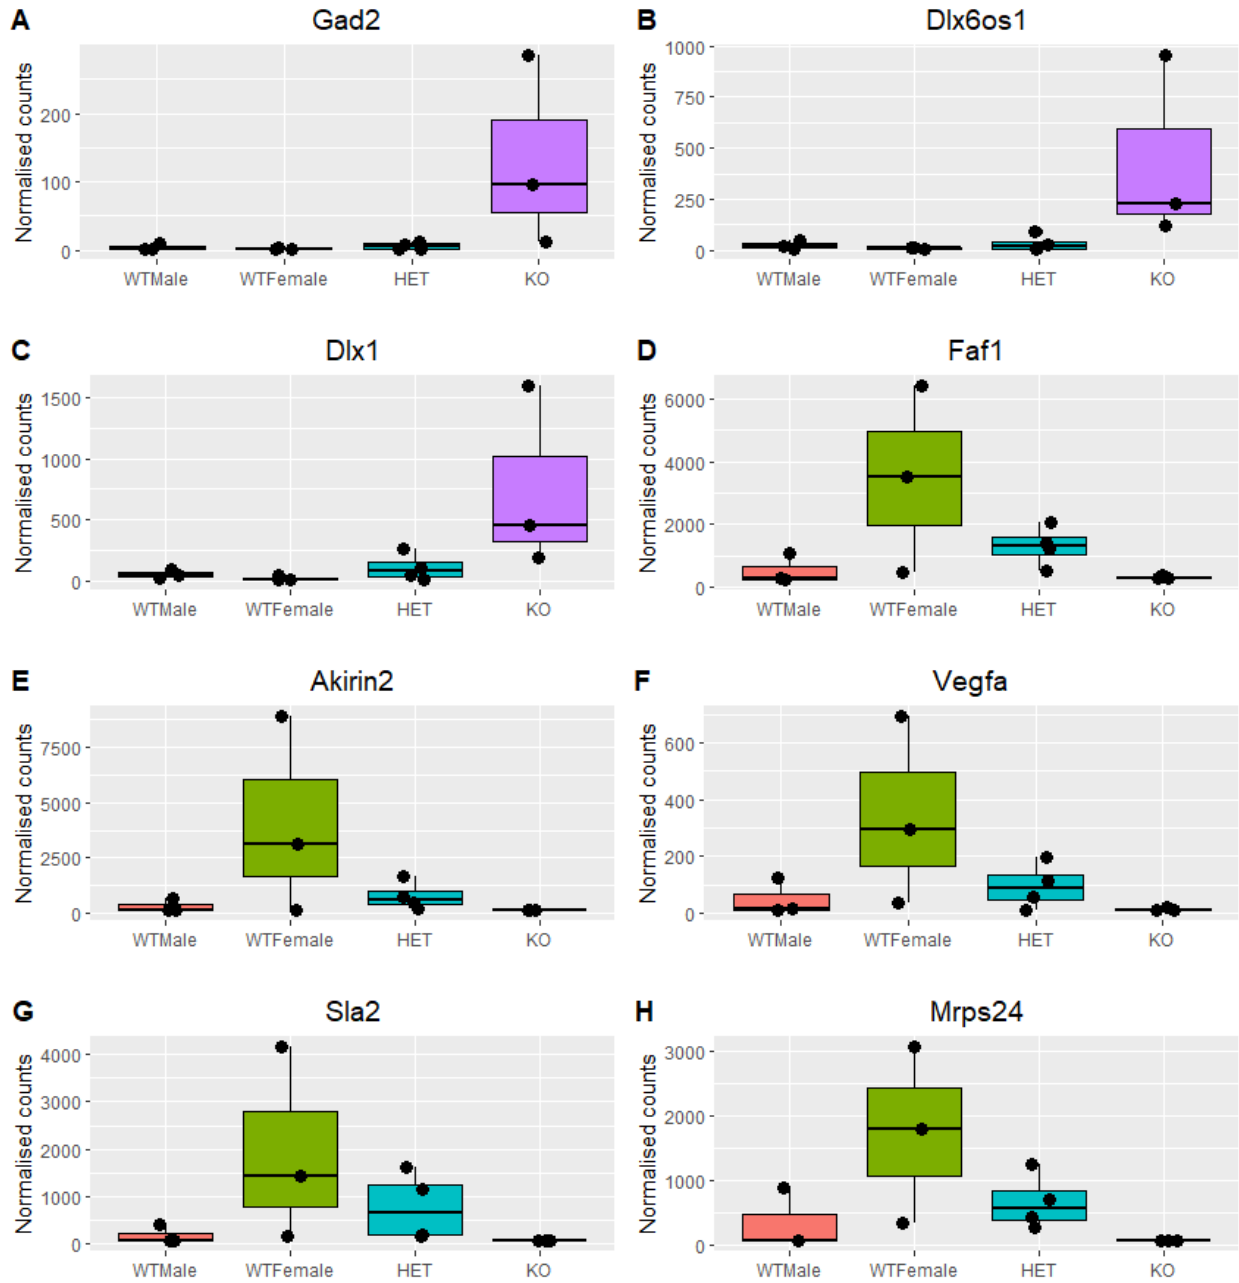 A
Gad2
Normalised counts
200
100
0
WTMale
WTFemale
HET
KO
B
Dlx6os1
Normalised counts
1000
750
500
250
0
WTMale
WTFemale
HET
KO
C
Dlx1
Normalised counts
1500
1000
500
0
WTMale
WTFemale
HET
KO
D
Faf1
Normalised counts
6000
4000
2000
0
WTMale
WTFemale
HET
KO
E
Akirin2
Normalised counts
7500
5000
2500
0
WTMale
WTFemale
HET
KO
F
Vegfa
Normalised counts
600
400
200
0
WTMale
WTFemale
HET
KO
G
Sla2
Normalised counts
4000
3000
2000
1000
0
WTMale
WTFemale
HET
KO
H
Mrps24
Normalised counts
3000
2000
1000
0
WTMale
WTFemale
HET
KO